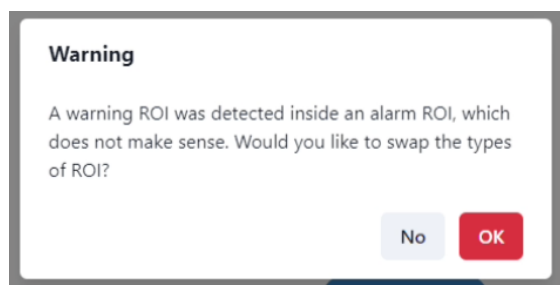 Warning
A warning ROI was detected inside an alarm ROI, which
does not make sense. Would you like to swap the types
of ROI?
No
OK